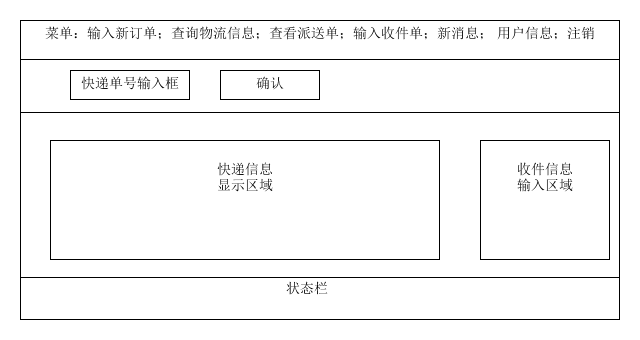 菜单：输入新订单；查询物流信息；查看派送单；输入收件单；新消息； 用户信息；注销
快递单号输入框
确认
快递信息
显示区域
收件信息
输入区域
状态栏